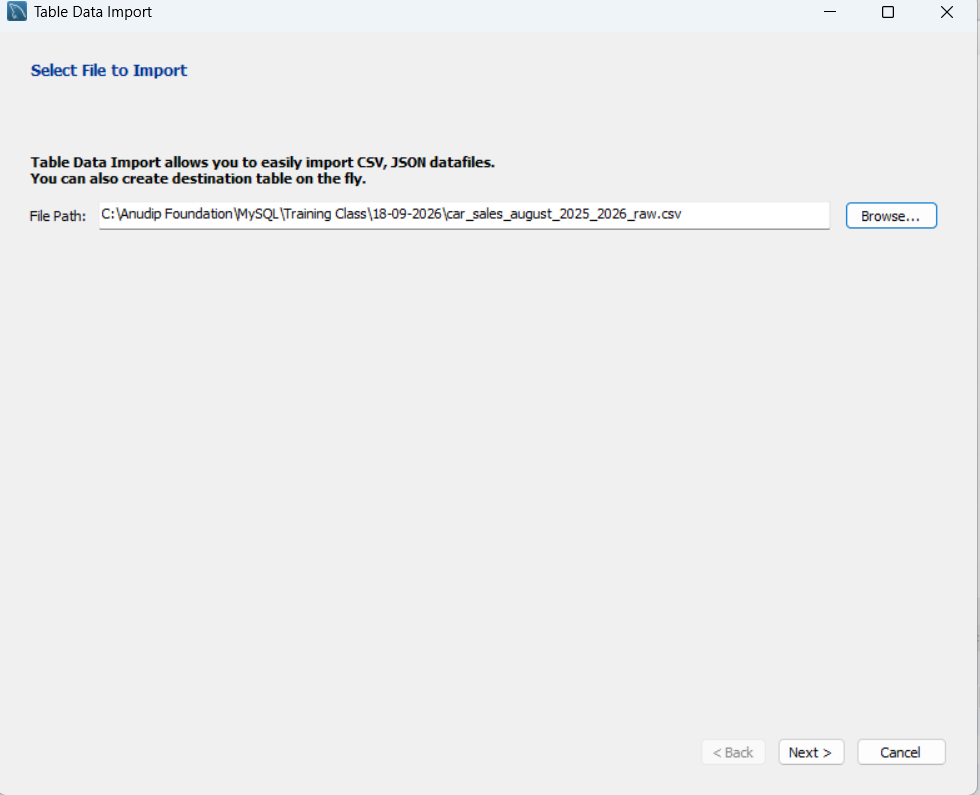 Table Data Import
Select File to Import
Table Data Import allows you to easily import CSV, JSON datafiles.
You can also create destination table on the fly.
File Path: C:\Anudip Foundation\MySQL\Training Class\18-09-2026\car_sales_august_2025_2026_raw.csv Browse...
< Back Next > Cancel